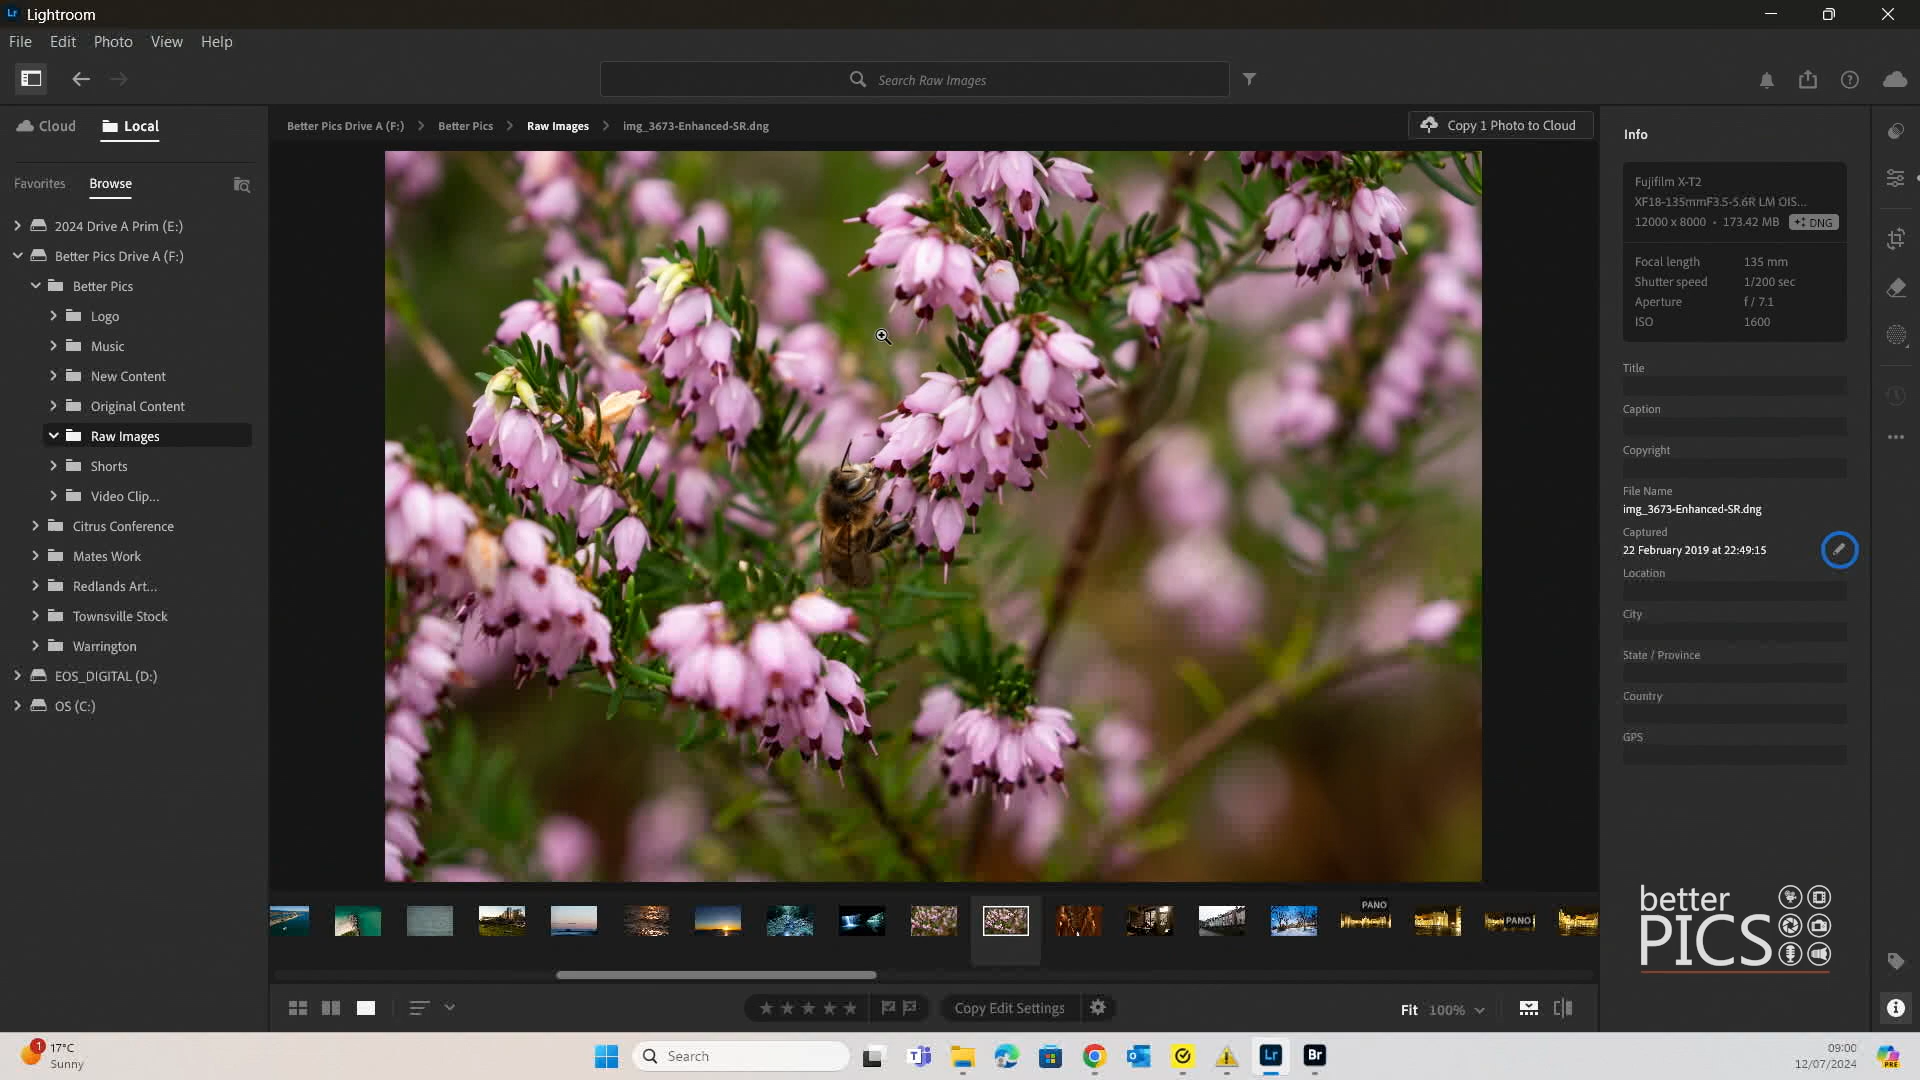 Lr Lightroom
File Edit Photo View Help
Search Raw Images
Cloud Local
Better Pics Drive A (F:) Better Pics Raw Images img_3673-Enhanced-SR.dng
Copy 1 Photo to Cloud
Favorites Browse
2024 Drive A Prim (E:)
Better Pics Drive A (F:)
Better Pics
Logo
Music
New Content
Original Content
Raw Images
Shorts
Video Clip...
Citrus Conference
Mates Work
Redlands Art...
Townsville Stock
Warrington
EOS_DIGITAL (D:)
OS (C:)
Info
Fujifilm X-T2
XF18-135mmF3.5-5.6R LM OIS...
12000 x 8000 • 173.42 MB DNG
Focal length 135 mm
Shutter speed 1/200 sec
Aperture f / 7.1
ISO 1600
Title
Caption
Copyright
File Name
img_3673-Enhanced-SR.dng
Captured
22 February 2019 at 22:49:15
Location
City
State / Province
Country
GPS
better
PICS
PANO
PANO
Copy Edit Settings
Fit 100%
1 17°C
Sunny
Search
Lr
Br
09:00
12/07/2024
PRE